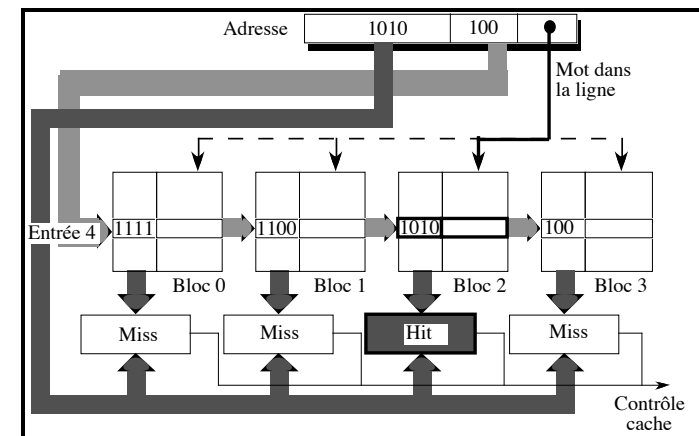 Adresse
1010
100
Mot dans
la ligne
Entrée 4
1111
1100
1010
100
Bloc 0
Bloc 1
Bloc 2
Bloc 3
Miss
Miss
Hit
Miss
Contrôle
cache